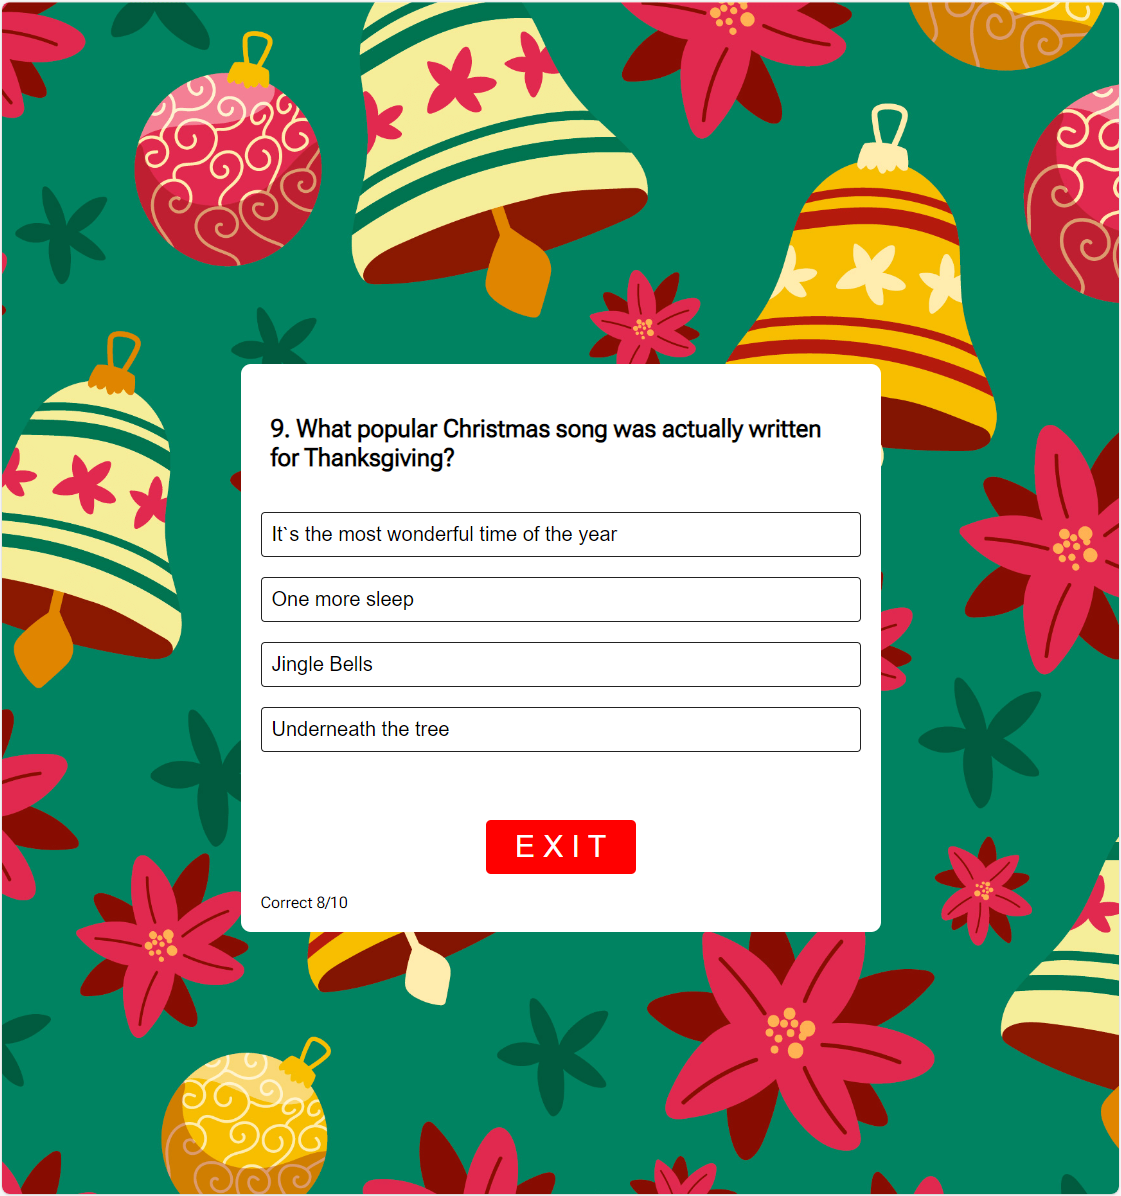 9. What popular Christmas song was actually written
for Thanksgiving?
It`s the most wonderful time of the year
One more sleep
Jingle Bells
Underneath the tree
EXIT
Correct 8/10